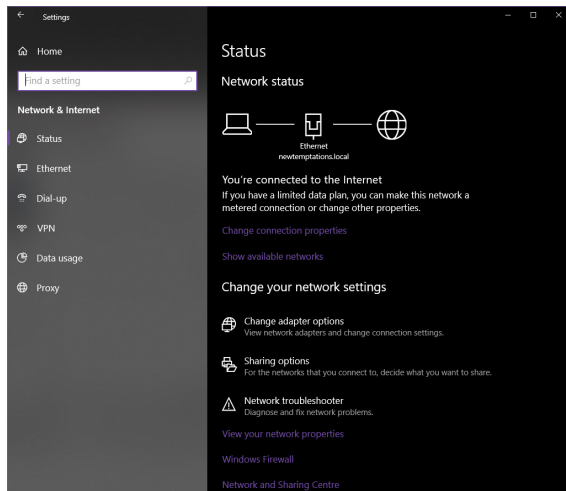 Settings
Home
Find a setting
Network & Internet
Status
Ethernet
Dial-up
VPN
Data usage
Proxy
Status
Network status
Ethernet
newtemptations.local
You're connected to the Internet
If you have a limited data plan, you can make this network a
metered connection or change other properties.
Change connection properties
Show available networks
Change your network settings
Change adapter options
View network adapters and change connection settings.
Sharing options
For the networks that you connect to, decide what you want to share.
Network troubleshooter
Diagnose and fix network problems.
View your network properties
Windows Firewall
Network and Sharing Centre